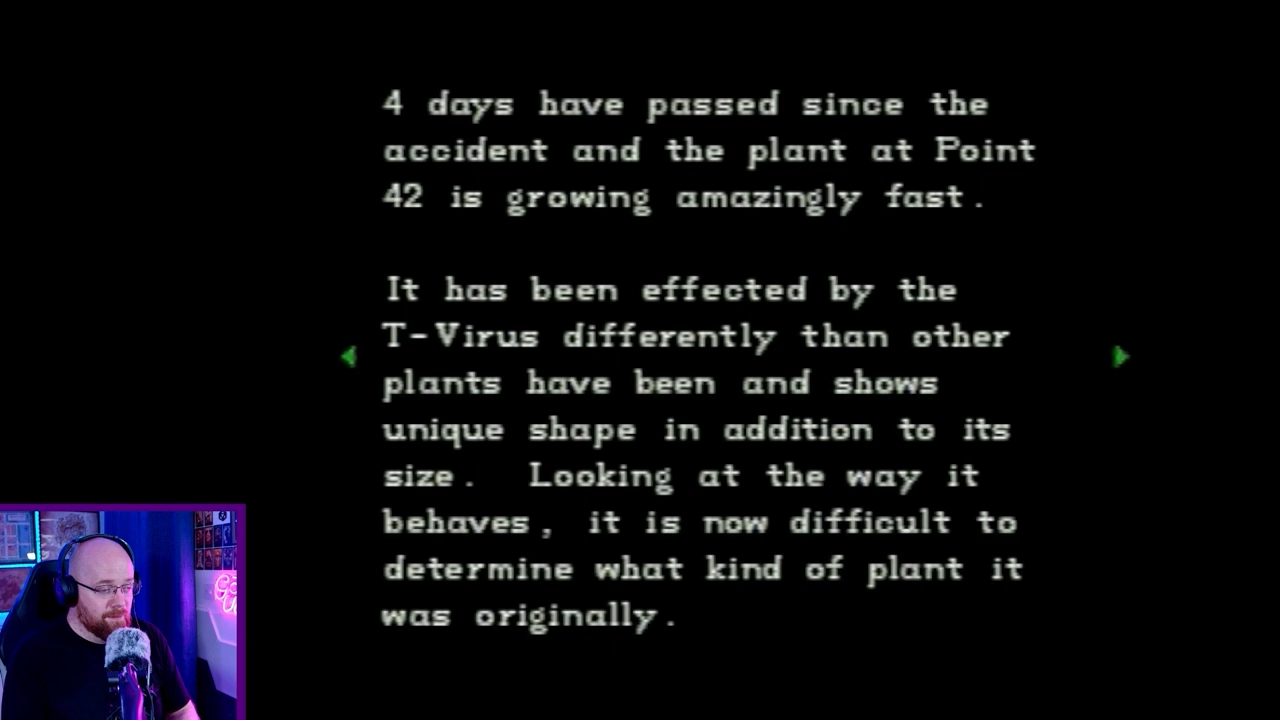 4 days have passed since the
accident and the plant at Point
42 is growing amazingly fast.
It has been effected by the
T-Virus differently than other
plants have been and shows
unique shape in addition to its
size. Looking at the way it
behaves, it is now difficult to
determine what kind of plant it
was originally.